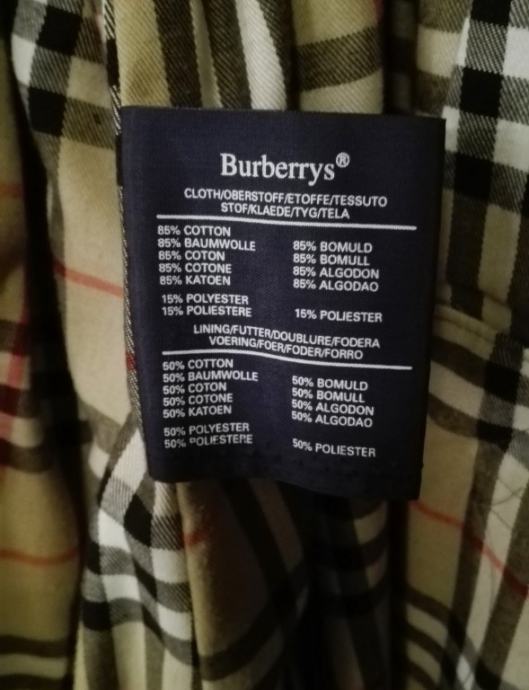 Burberrys®
CLOTH/OBERSTOFF/ETOFFE/TESSUTO
STOF/KLAEDE/TYG/TELA
85% COTTON
85% BAUMWOLLE
85% COTON
85% COTONE
85% KATOEN
85% BOMULD
85% BOMULL
85% ALGODON
85% ALGODAO
15% POLYESTER
15% POLIESTERE
15% POLIESTER
LINING/FUTTER/DOUBLURE/FODERA
VOERING/FOER/FODER/FORRO
50% COTTON
50% BAUMWOLLE
50% COTON
50% COTONE
50% KATOEN
50% BOMULD
50% BOMULL
50% ALGODON
50% ALGODAO
50% POLYESTER
50% POLIESTERE
50% POLIESTER